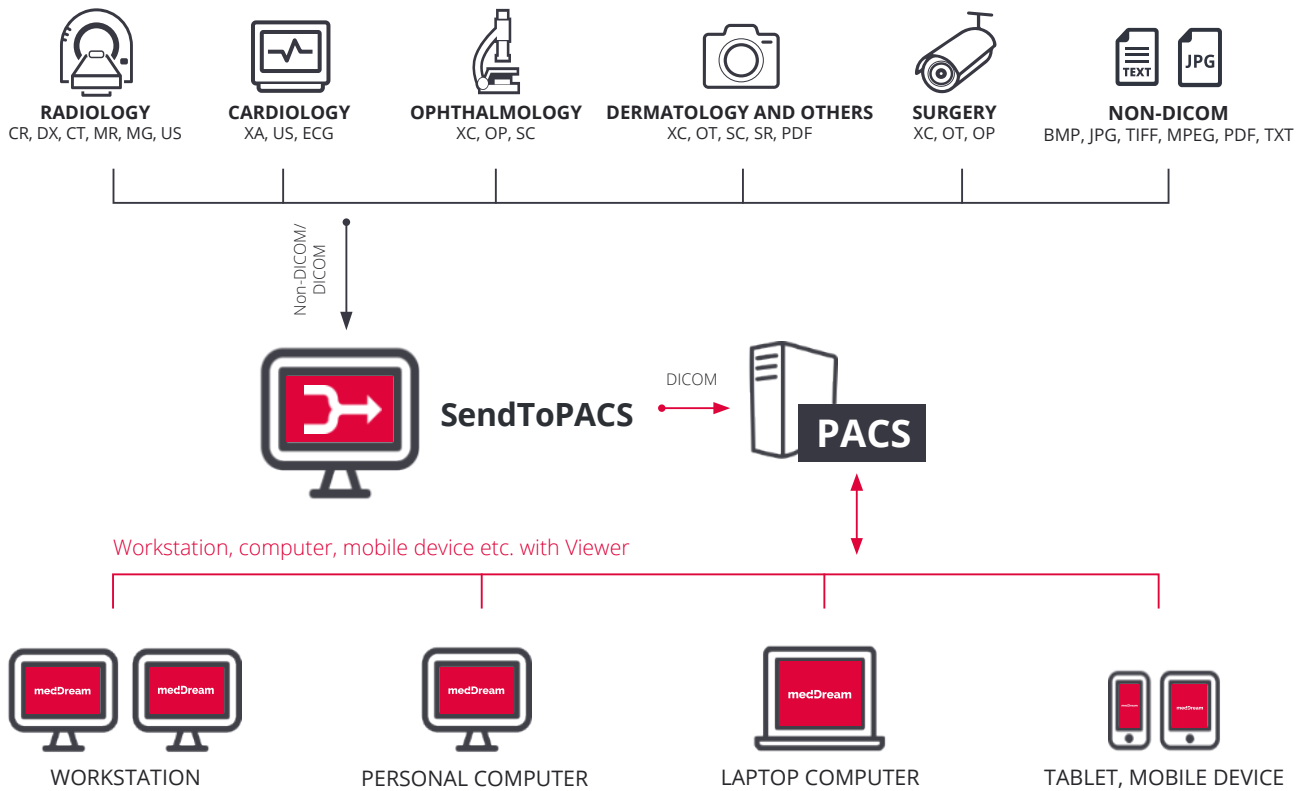 TEXT
JPG
RADIOLOGY
CR, DX, CT, MR, MG, US
CARDIOLOGY
XA, US, ECG
OPHTHALMOLOGY
XC, OP, SC
DERMATOLOGY AND OTHERS
XC, OT, SC, SR, PDF
SURGERY
XC, OT, OP
NON-DICOM
BMP, JPG, TIFF, MPEG, PDF, TXT
Non-DICOM/
DICOM
SendToPACS
DICOM
PACS
Workstation, computer, mobile device etc. with Viewer
medDream
medDream
medDream
medDream
medDream
medDream
WORKSTATION
PERSONAL COMPUTER
LAPTOP COMPUTER
TABLET, MOBILE DEVICE